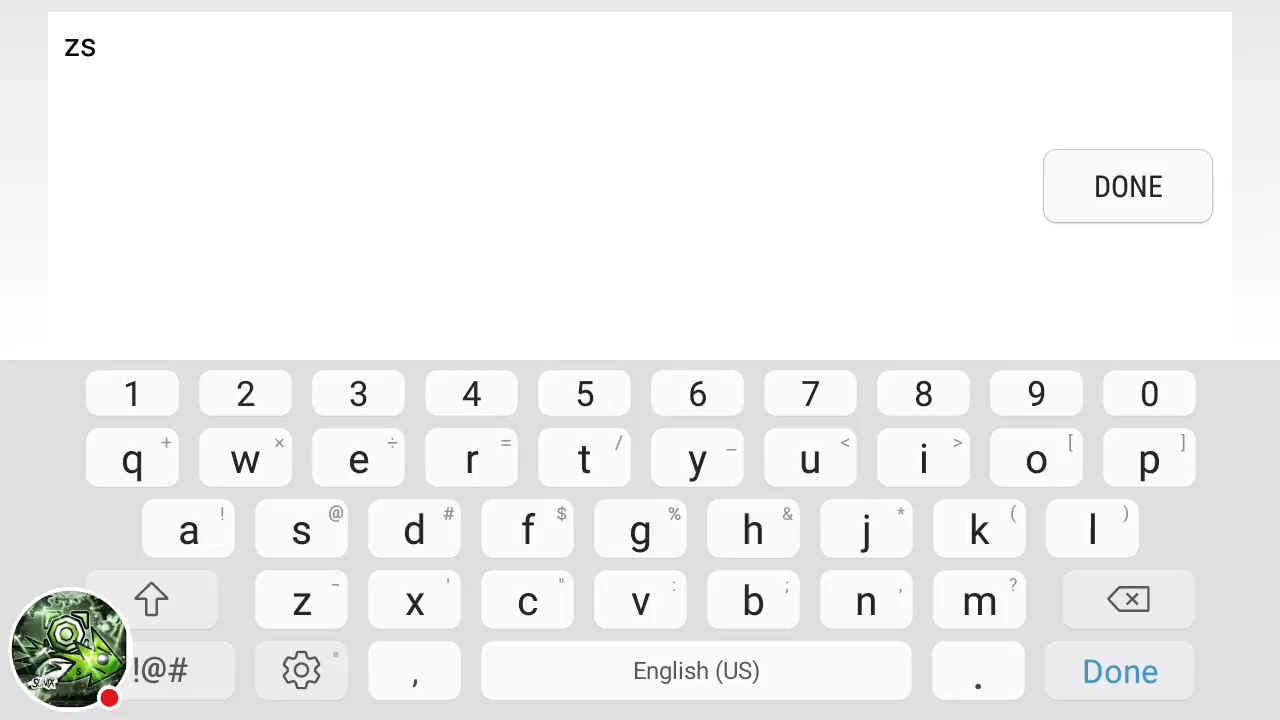 zs
DONE
1 2 3 4 5 6 7 8 9 0
q + w × e ÷ r = t / y _ u < i > o [ p ]
a ! s @ d # f $ g % h & j * k ( l )
z - x ' c " v : b ; n , m ?
!@# , English (US) . Done